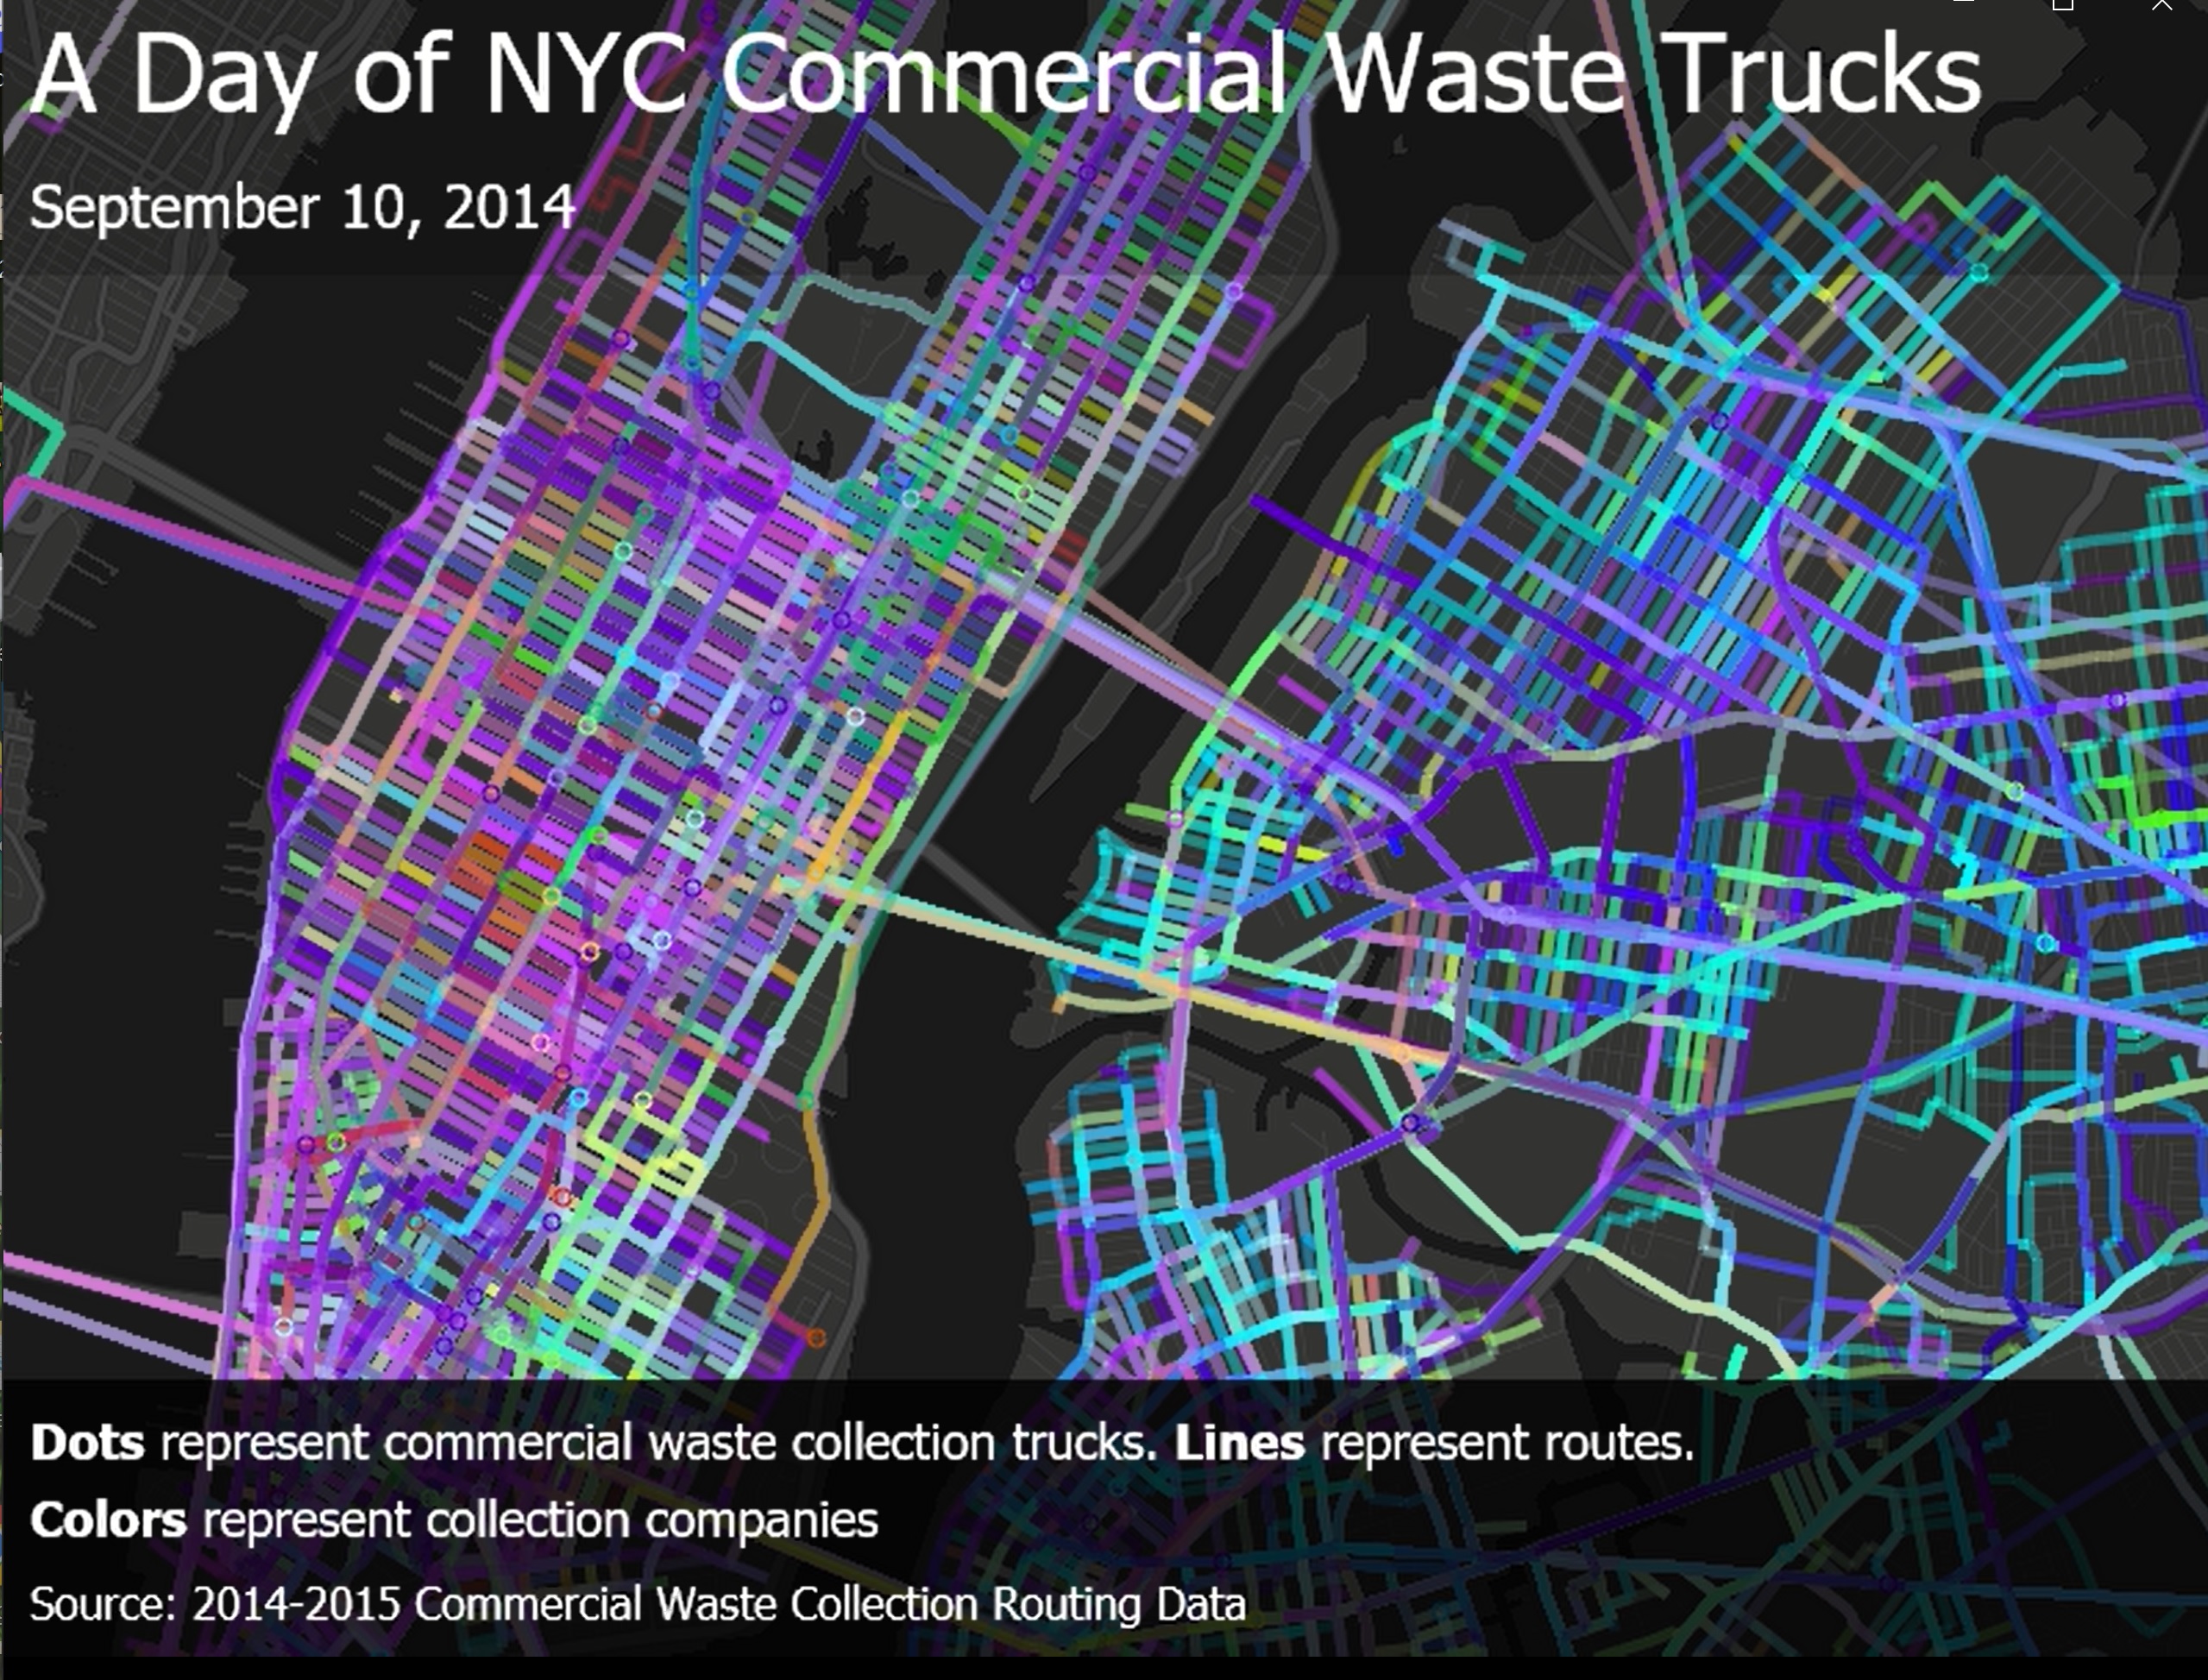 A Day of NYC Commercial Waste Trucks
September 10, 2014
Dots represent commercial waste collection trucks. Lines represent routes.
Colors represent collection companies
Source: 2014-2015 Commercial Waste Collection Routing Data